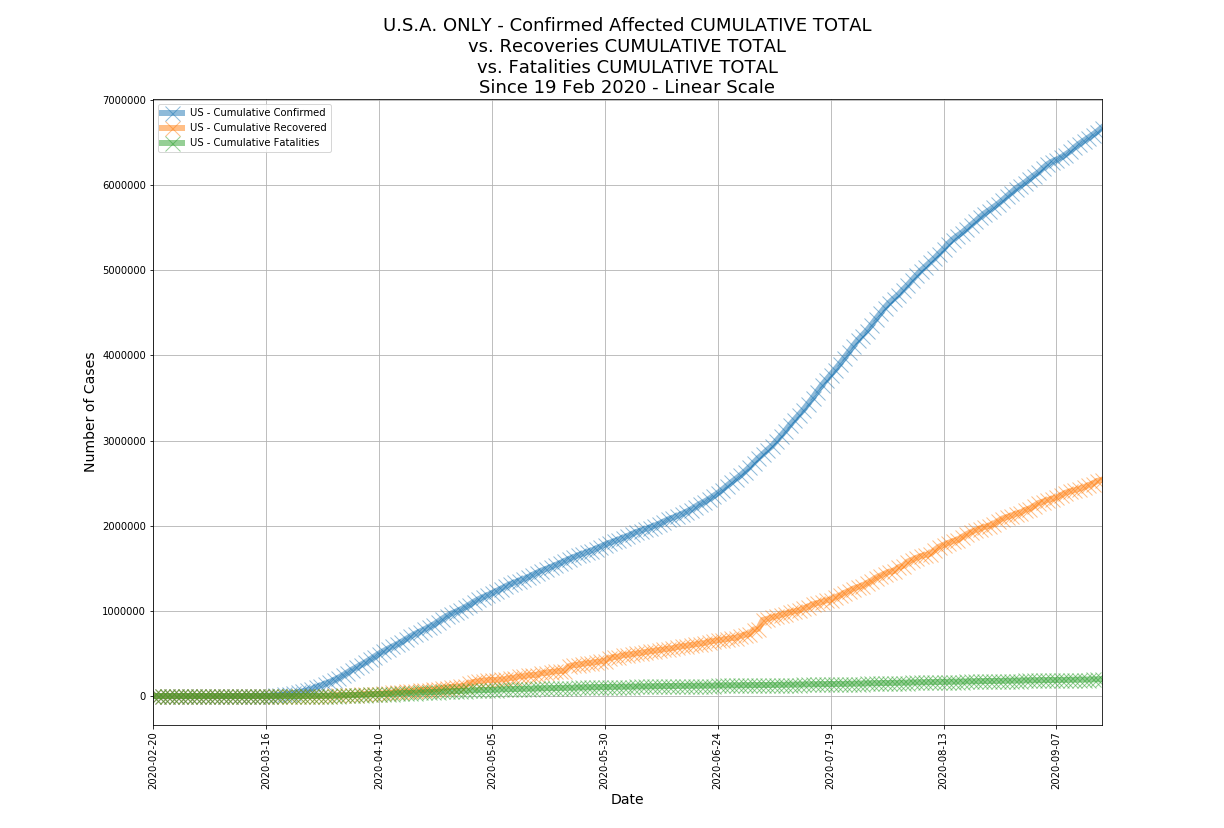 U.S.A. ONLY - Confirmed Affected CUMULATIVE TOTAL
vs. Recoveries CUMULATIVE TOTAL
vs. Fatalities CUMULATIVE TOTAL
Since 19 Feb 2020 - Linear Scale
US - Cumulative Confirmed
US - Cumulative Recovered
US - Cumulative Fatalities
Number of Cases
7000000
6000000
5000000
4000000
3000000
2000000
1000000
0
2020-02-20
2020-03-16
2020-04-10
2020-05-05
2020-05-30
2020-06-24
2020-07-19
2020-08-13
2020-09-07
Date